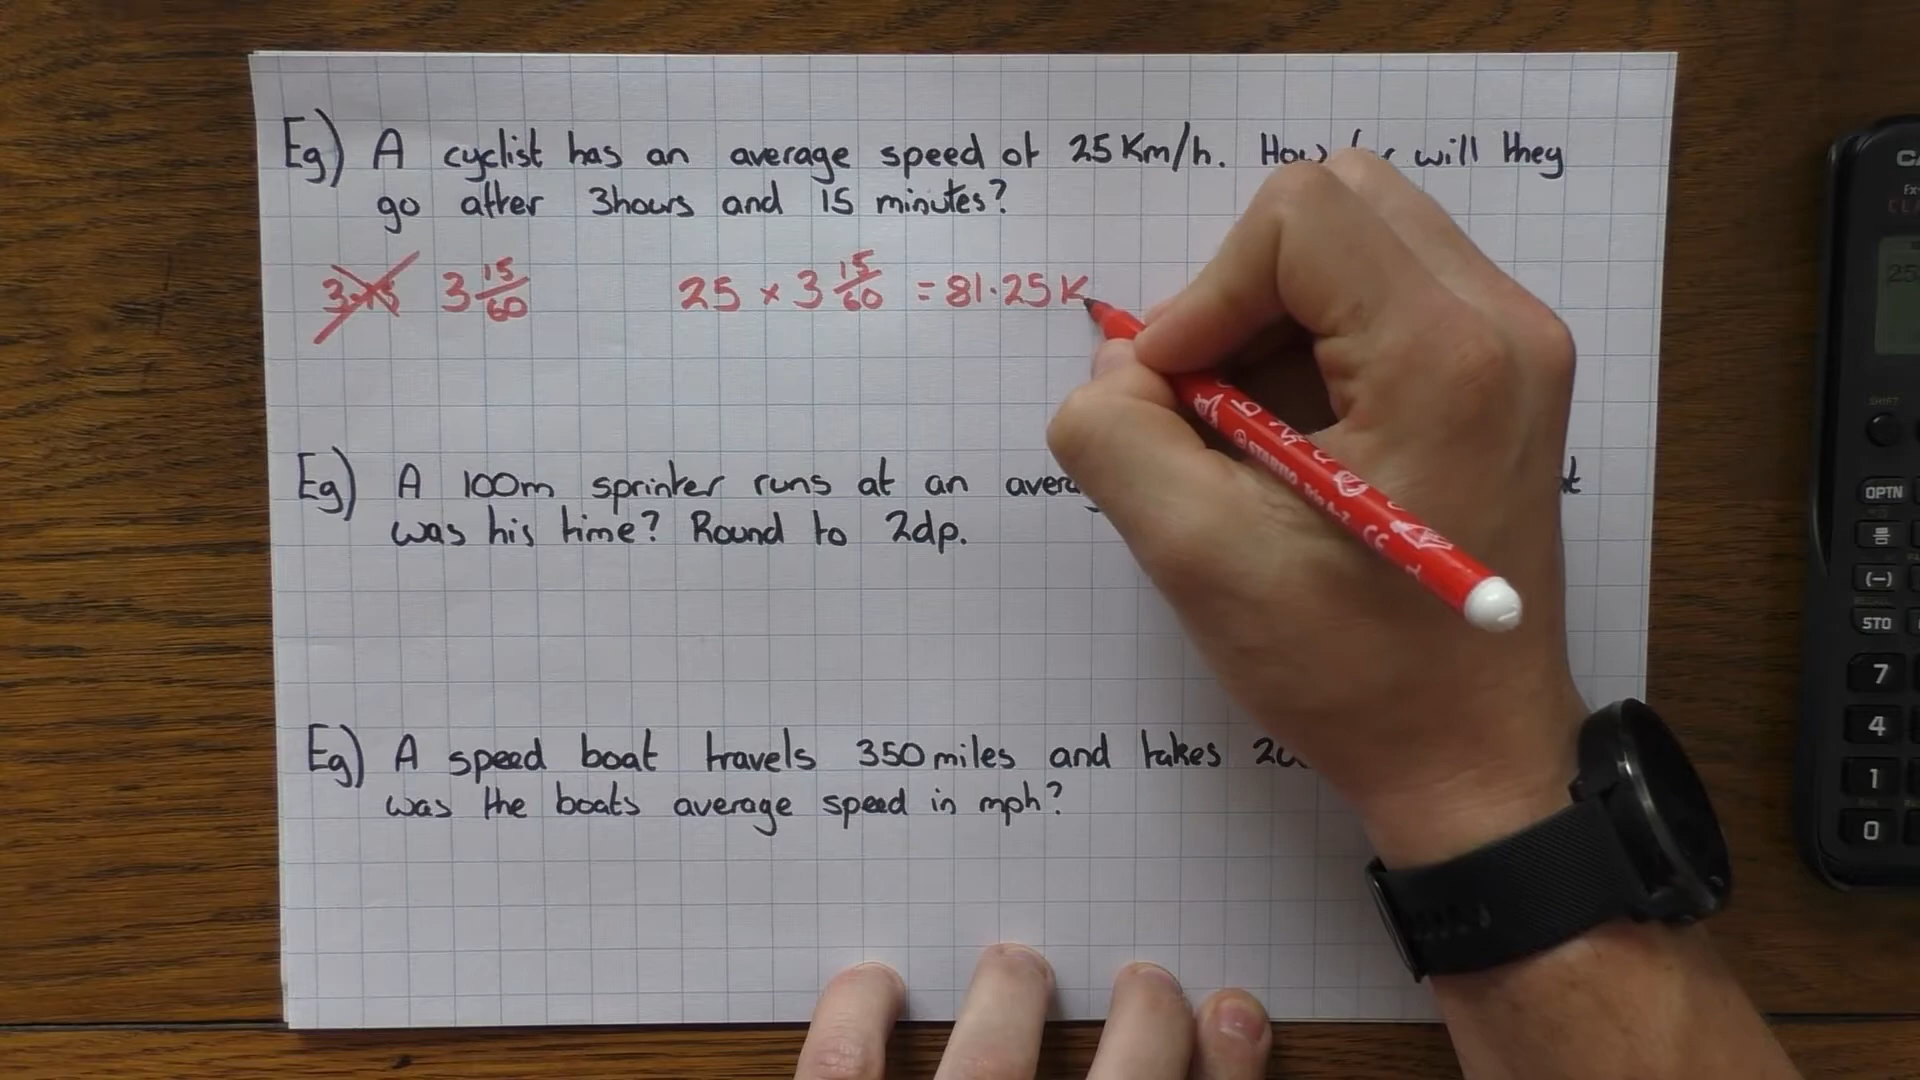 Eg) A cyclist has an average speed of 25 Km/h. How will they
go after 3hours and 15 minutes?
3.15 3 15/60 25 × 3 15/60 = 81.25 K
Eg) A 100m sprinter runs at an
was his time? Round to 2dp.
Eg) A speed boat travels 350 miles and takes
was the boats average speed in mph?
STABILO
SHIFT
OPTN
(-)
STO
7
4
1
0